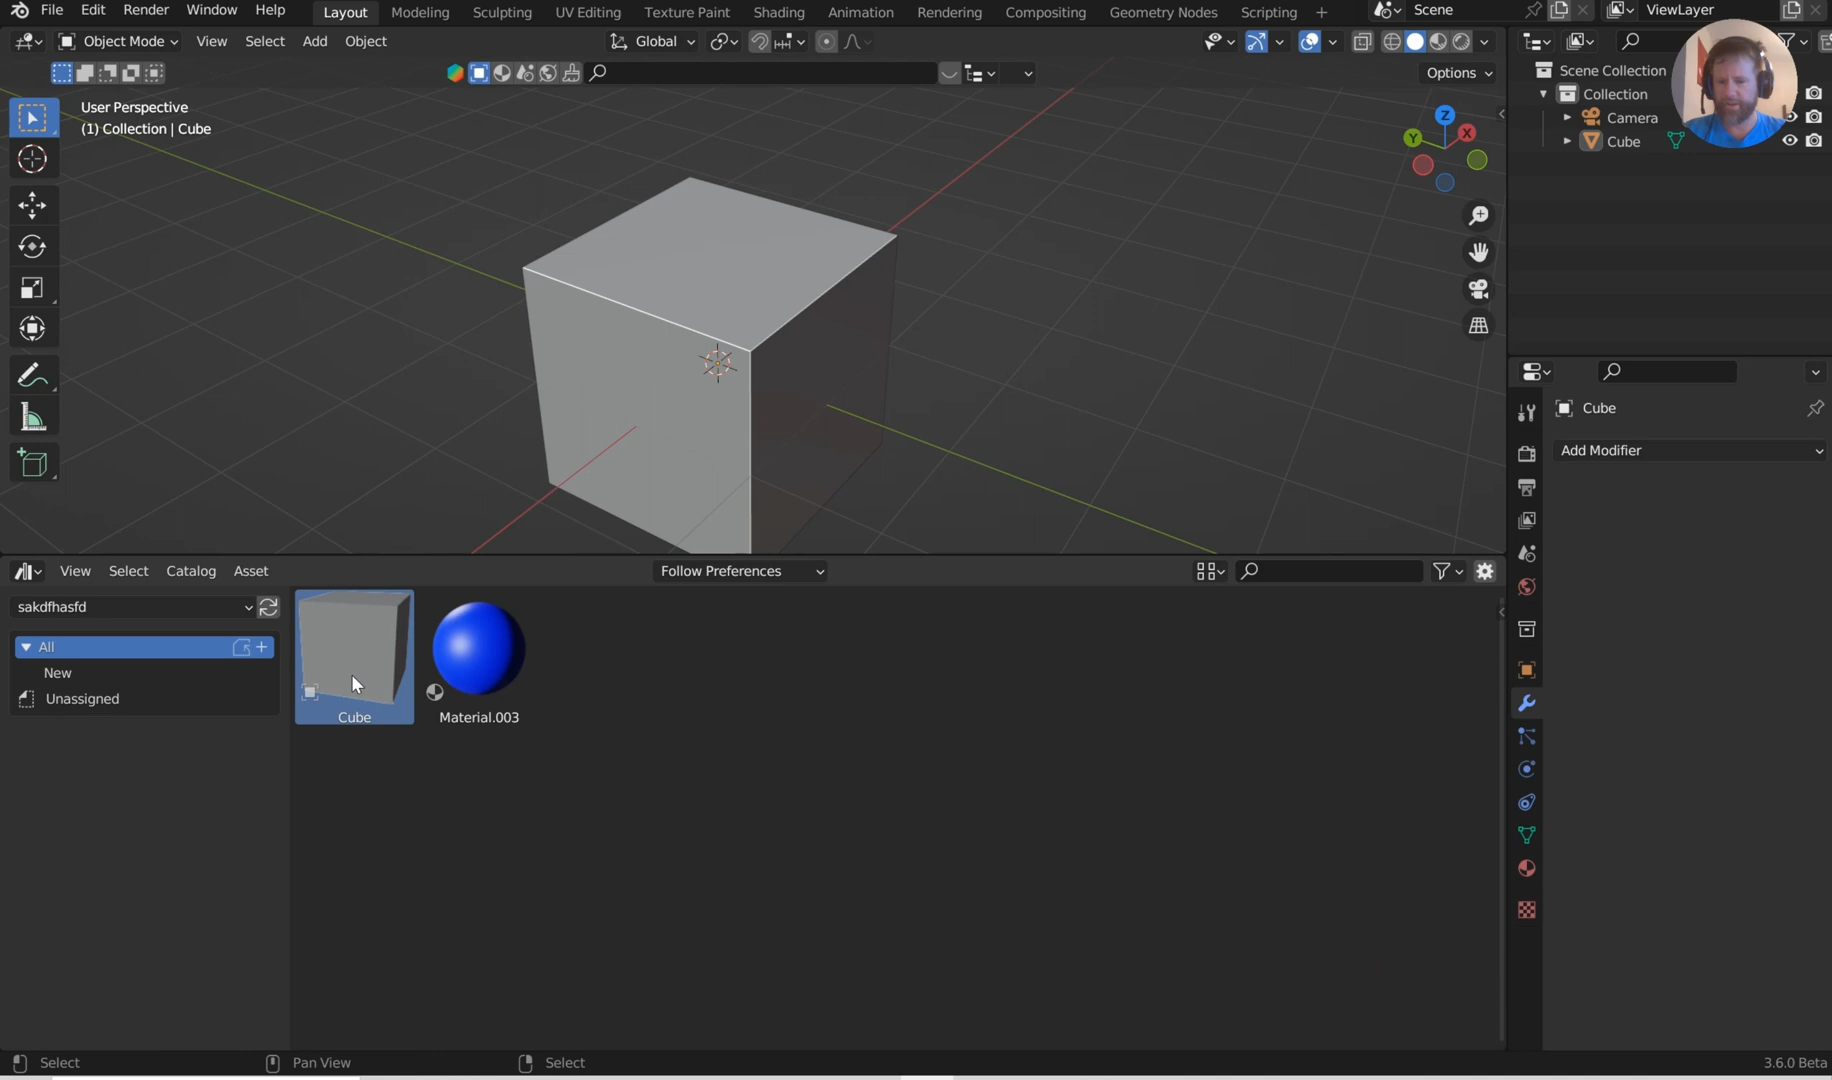 File Edit Render Window Help Layout Modeling Sculpting UV Editing Texture Paint Shading Animation Rendering Compositing Geometry Nodes Scripting + Scene ViewLayer
Object Mode View Select Add Object Global
Options
User Perspective
(1) Collection | Cube
Z
X
Y
Scene Collection
Collection
Camera
Cube
Cube
Add Modifier
View Select Catalog Asset Follow Preferences
sakdfhasfd
All
New
Unassigned
Cube
Material.003
Select Pan View Select 3.6.0 Beta